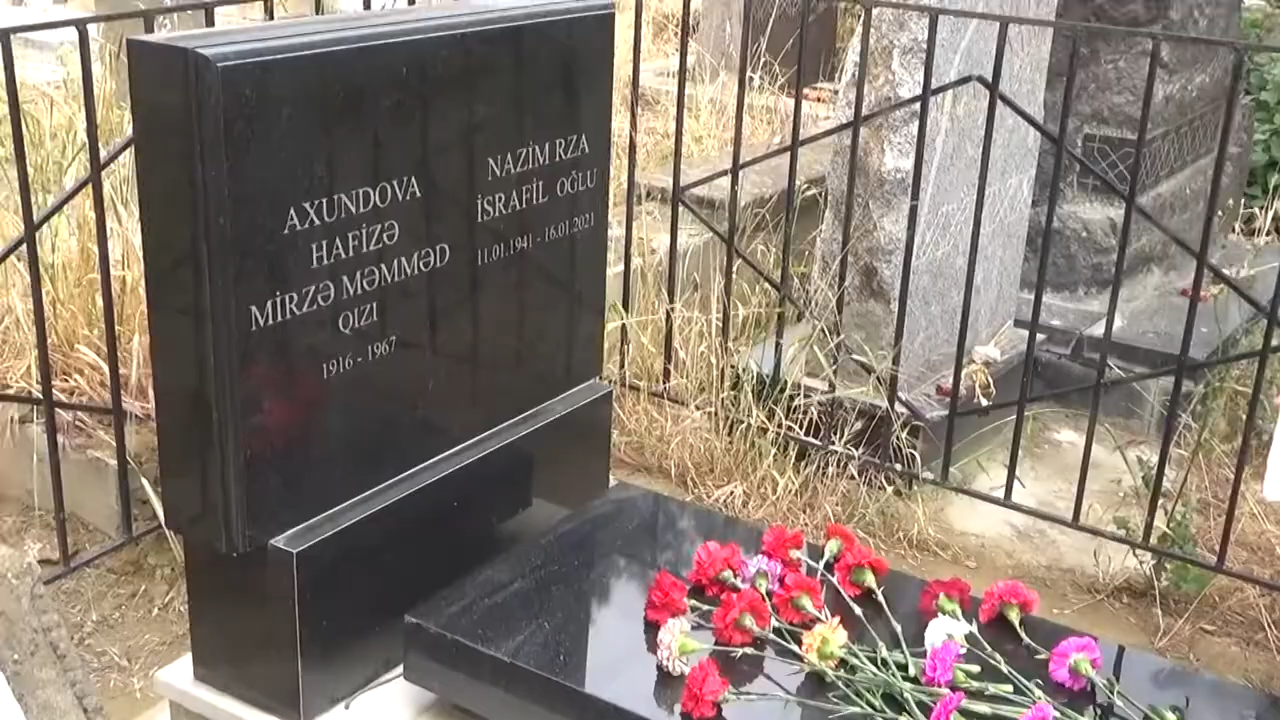 AXUNDOVA
HAFİZƏ
MİRZƏ MƏMMƏD
QIZI
1916 - 1967
NAZİM RZA
İSRAFİL OĞLU
11.01.1941 - 16.01.2021